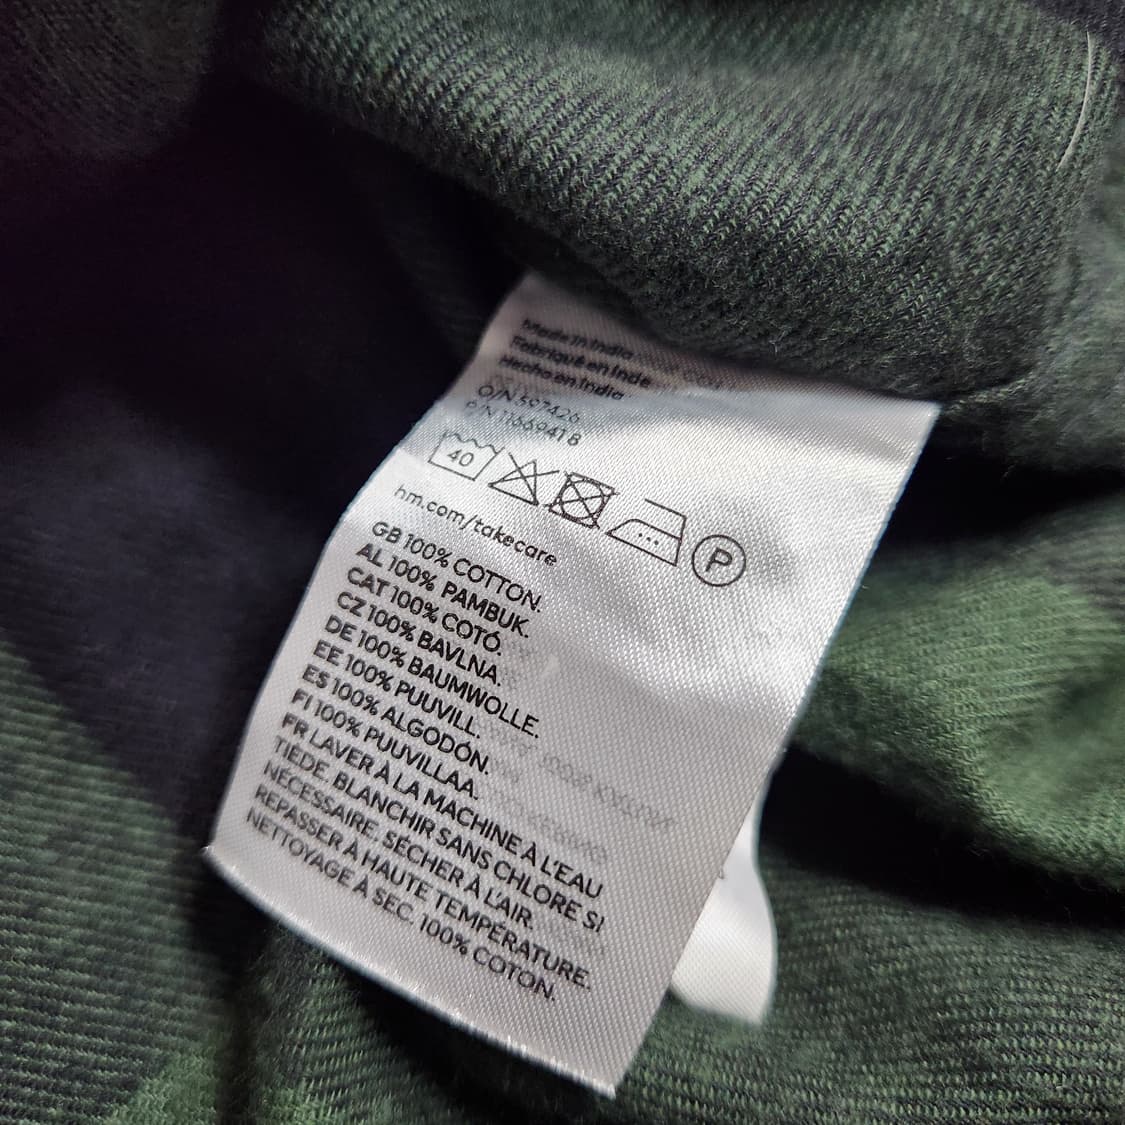 Made in India
Fabriqué en Inde
Hecho en India
O/N 597426
P/N 1166941 8
40
P
hm.com/takecare
GB 100% COTTON.
AL 100% PAMBUK.
CAT 100% COTÓ.
CZ 100% BAVLNA.
DE 100% BAUMWOLLE.
EE 100% PUUVILL.
ES 100% ALGODÓN.
FI 100% PUUVILLAA.
FR LAVER À LA MACHINE À L'EAU
TIÈDE. BLANCHIR SANS CHLORE SI
NÉCESSAIRE. SÉCHER À L'AIR.
REPASSER À HAUTE TEMPÉRATURE.
NETTOYAGE À SEC. 100% COTON.